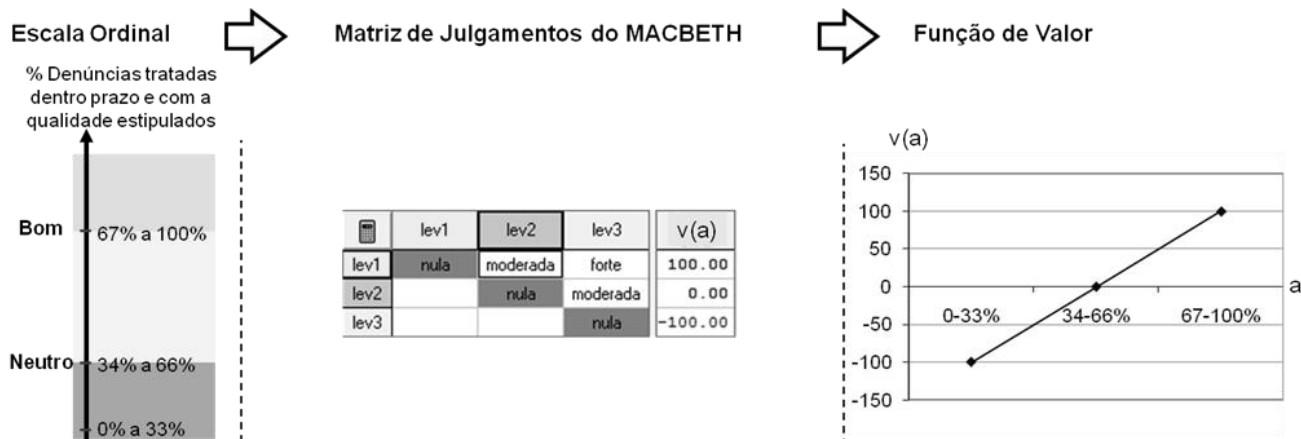 Escala Ordinal
Matriz de Julgamentos do MACBETH
Função de Valor
% Denúncias tratadas
dentro prazo e com a
qualidade estipulados
Bom
67% a 100%
Neutro
34% a 66%
0% a 33%
lev1 lev2 lev3 v(a)
lev1 nula moderada forte 100.00
lev2 nula moderada 0.00
lev3 nula -100.00
v(a)
150
100
50
0
-50
-100
-150
0-33% 34-66% 67-100%
a